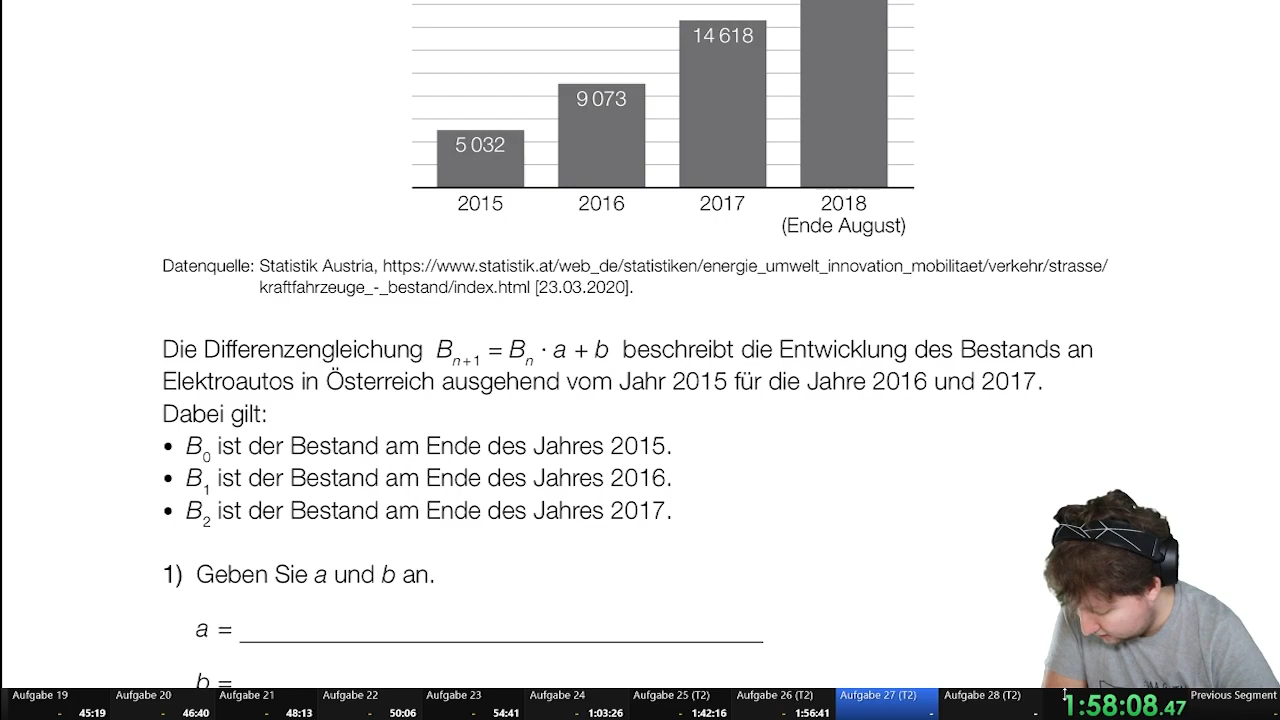 14 618
9 073
5 032
2015 2016 2017 2018
(Ende August)
Datenquelle: Statistik Austria, https://www.statistik.at/web_de/statistiken/energie_umwelt_innovation_mobilitaet/verkehr/strasse/
kraftfahrzeuge_-_bestand/index.html [23.03.2020].
Die Differenzengleichung B_{n+1} = B_n · a + b beschreibt die Entwicklung des Bestands an
Elektroautos in Österreich ausgehend vom Jahr 2015 für die Jahre 2016 und 2017.
Dabei gilt:
• B_0 ist der Bestand am Ende des Jahres 2015.
• B_1 ist der Bestand am Ende des Jahres 2016.
• B_2 ist der Bestand am Ende des Jahres 2017.
1) Geben Sie a und b an.
a =
b =
Aufgabe 19 Aufgabe 20 Aufgabe 21 Aufgabe 22 Aufgabe 23 Aufgabe 24 Aufgabe 25 (T2) Aufgabe 26 (T2) Aufgabe 27 (T2) Aufgabe 28 (T2) 1:58:08.47 Previous Segment
- 45:19 - 46:40 - 48:13 - 50:06 - 54:41 - 1:03:26 - 1:42:16 - 1:56:41 - - -